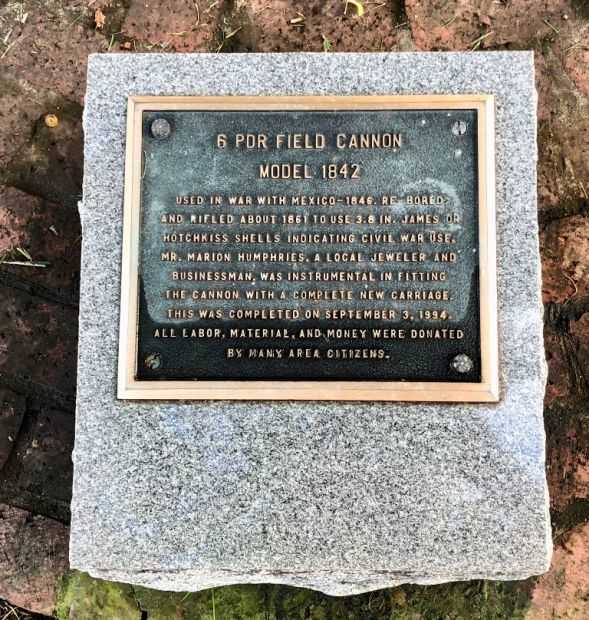 6 PDR FIELD CANNON
MODEL 1842
USED IN WAR WITH MEXICO-1846. RE-BORED
AND RIFLED ABOUT 1861 TO USE 3.8 IN. JAMES OR
HOTCHKISS SHELLS INDICATING CIVIL WAR USE.
MR. MARION HUMPHRIES, A LOCAL JEWELER AND
BUSINESSMAN, WAS INSTRUMENTAL IN FITTING
THE CANNON WITH A COMPLETE NEW CARRIAGE.
THIS WAS COMPLETED ON SEPTEMBER 3, 1994.
ALL LABOR, MATERIAL, AND MONEY WERE DONATED
BY MANY AREA CITIZENS.